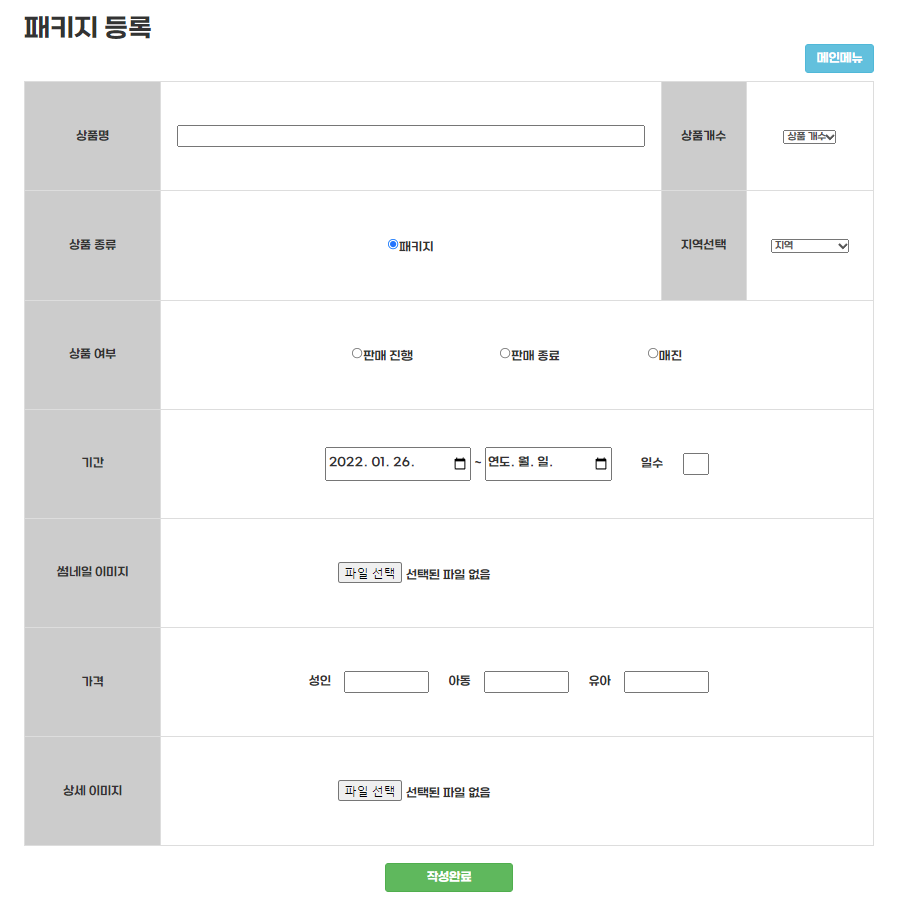 패키지 등록
메인메뉴
상품명 상품개수 상품 개수
상품 종류 패키지 지역선택 지역
상품 여부 판매 진행 판매 종료 매진
기간 2022. 01. 26. ~ 연도. 월. 일. 일수
썸네일 이미지 파일 선택 선택된 파일 없음
가격 성인 아동 유아
상세 이미지 파일 선택 선택된 파일 없음
작성완료